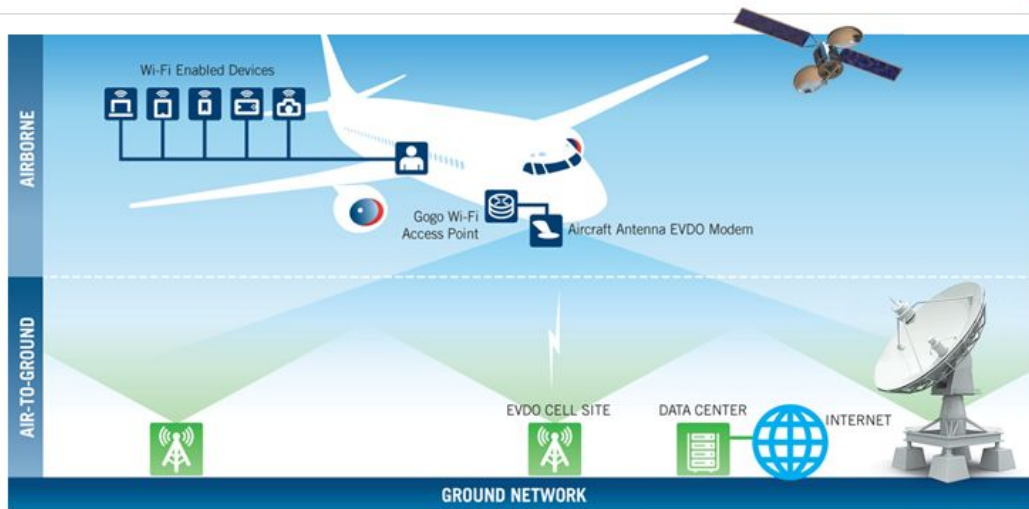 Wi-Fi Enabled Devices
AIRBORNE
Gogo Wi-Fi
Access Point
Aircraft Antenna EVDO Modem
AIR-TO-GROUND
EVDO CELL SITE
DATA CENTER
INTERNET
GROUND NETWORK